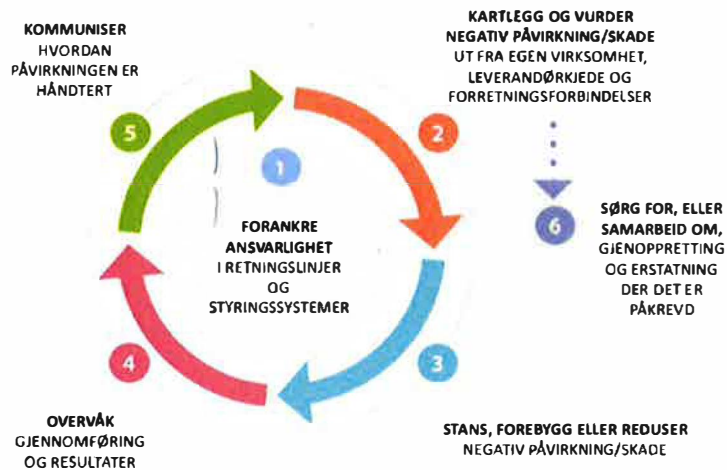 KOMMUNISER
HVORDAN
PÅVIRKNINGEN ER
HÅNDTERT
5
KARTLEGG OG VURDER
NEGATIV PÅVIRKNING/SKADE
UT FRA EGEN VIRKSOMHET,
LEVERANDØRKJEDE OG
FORRETNINGSFORBINDELSER
2
1
FORANKRE
ANSVARLIGHET
I RETNINGSLINJER
OG
STYRINGSSYSTEMER
6
SØRG FOR, ELLER
SAMARBEID OM,
GJENOPPRETTING
OG ERSTATNING
DER DET ER
PÅKREVD
4
3
OVERVÅK
GJENNOMFØRING
OG RESULTATER
STANS, FOREBYGG ELLER REDUSER
NEGATIV PÅVIRKNING/SKADE